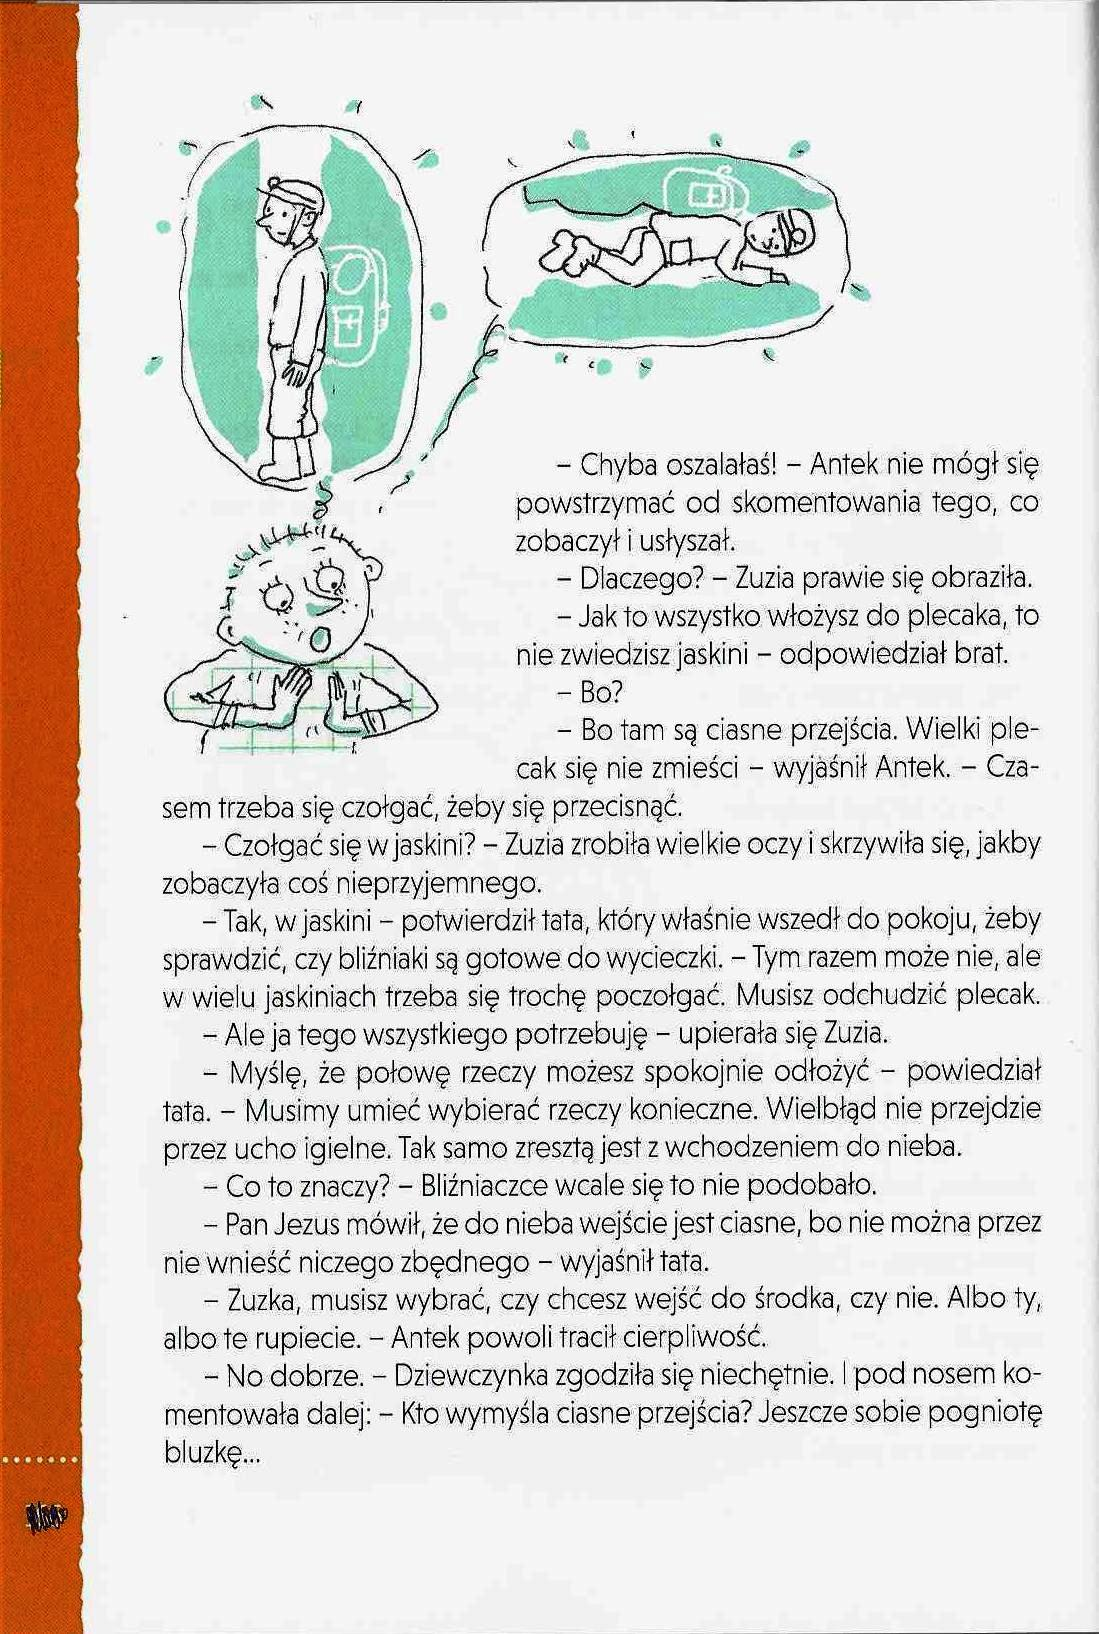 – Chyba oszalałaś! – Antek nie mógł się
powstrzymać od skomentowania tego, co
zobaczył i usłyszał.
– Dlaczego? – Zuzia prawie się obraziła.
– Jak to wszystko włożysz do plecaka, to
nie zwiedzisz jaskini – odpowiedział brat.
– Bo?
– Bo tam są ciasne przejścia. Wielki ple-
cak się nie zmieści – wyjaśnił Antek. – Cza-
sem trzeba się czołgać, żeby się przecisnąć.
– Czołgać się w jaskini? – Zuzia zrobiła wielkie oczy i skrzywiła się, jakby
zobaczyła coś nieprzyjemnego.
– Tak, w jaskini – potwierdził tata, który właśnie wszedł do pokoju, żeby
sprawdzić, czy bliźniaki są gotowe do wycieczki. – Tym razem może nie, ale
w wielu jaskiniach trzeba się trochę poczołgać. Musisz odchudzić plecak.
– Ale ja tego wszystkiego potrzebuję – upierała się Zuzia.
– Myślę, że połowę rzeczy możesz spokojnie odłożyć – powiedział
tata. – Musimy umieć wybierać rzeczy konieczne. Wielbłąd nie przejdzie
przez ucho igielne. Tak samo zresztą jest z wchodzeniem do nieba.
– Co to znaczy? – Bliźniaczce wcale się to nie podobało.
– Pan Jezus mówił, że do nieba wejście jest ciasne, bo nie można przez
nie wnieść niczego zbędnego – wyjaśnił tata.
– Zuzka, musisz wybrać, czy chcesz wejść do środka, czy nie. Albo ty,
albo te rupiecie. – Antek powoli tracił cierpliwość.
– No dobrze. – Dziewczynka zgodziła się niechętnie. I pod nosem ko-
mentowała dalej: – Kto wymyśla ciasne przejścia? Jeszcze sobie pogniotę
bluzkę...